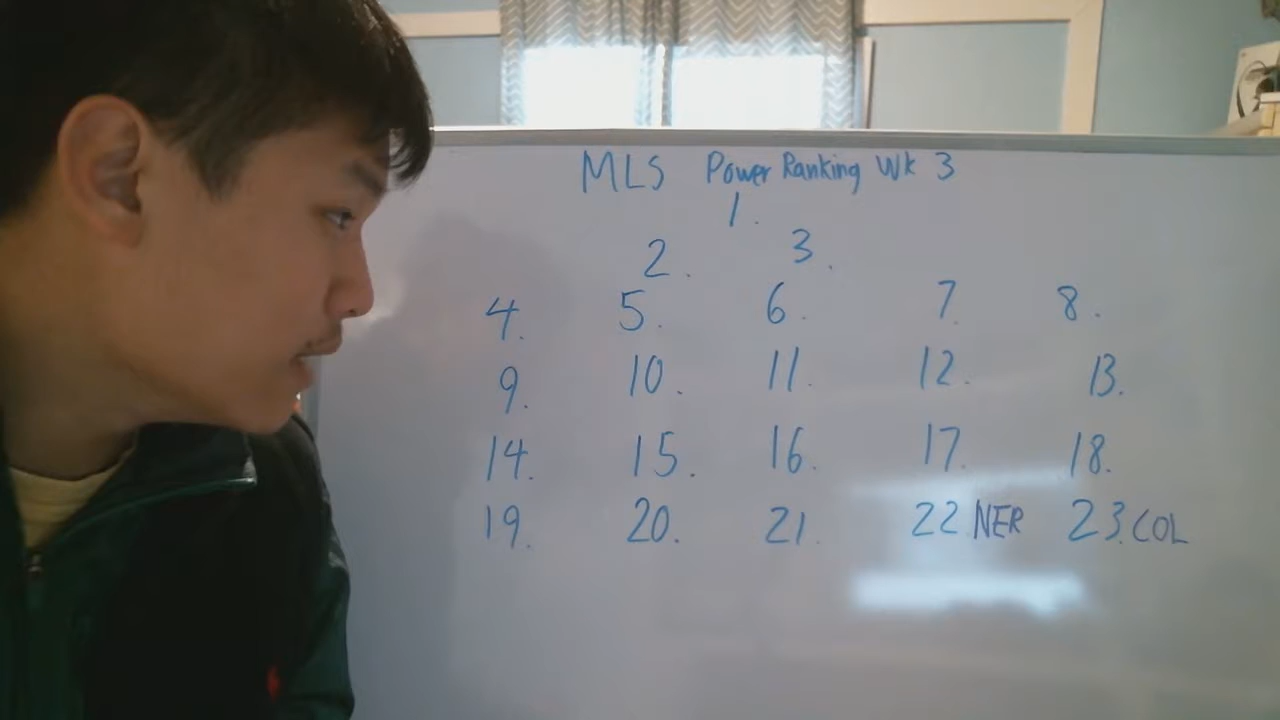 MLS Power Ranking Wk 3
1.
2. 3.
4. 5. 6. 7. 8.
9. 10. 11. 12. 13.
14. 15. 16. 17. 18.
19. 20. 21. 22. NER 23. COL